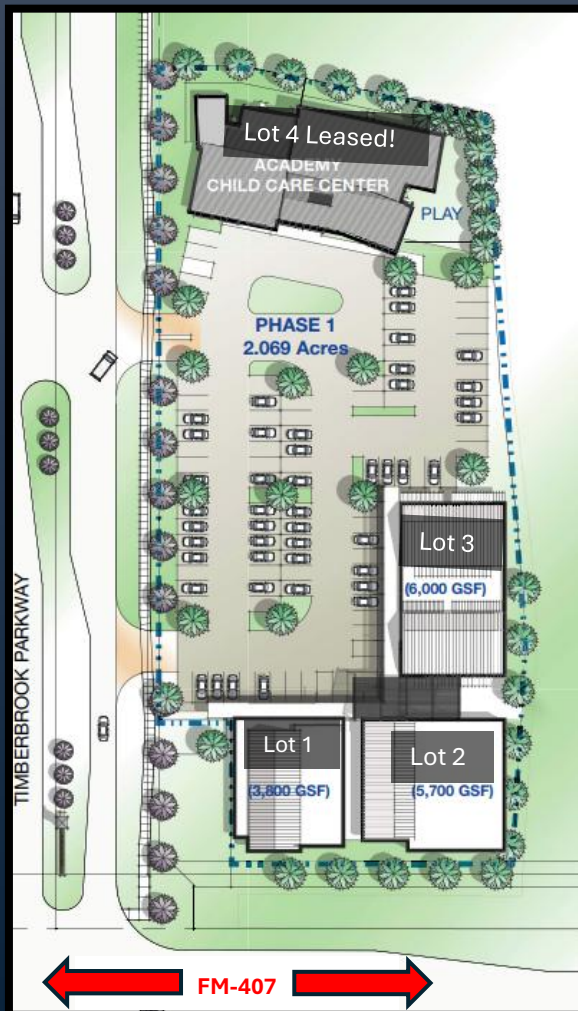 Lot 4 Leased!
ACADEMY
CHILD CARE CENTER
PLAY
PHASE 1
2.069 Acres
Lot 3
(6,000 GSF)
TIMBERBROOK PARKWAY
Lot 1
(3,800 GSF)
Lot 2
(5,700 GSF)
FM-407